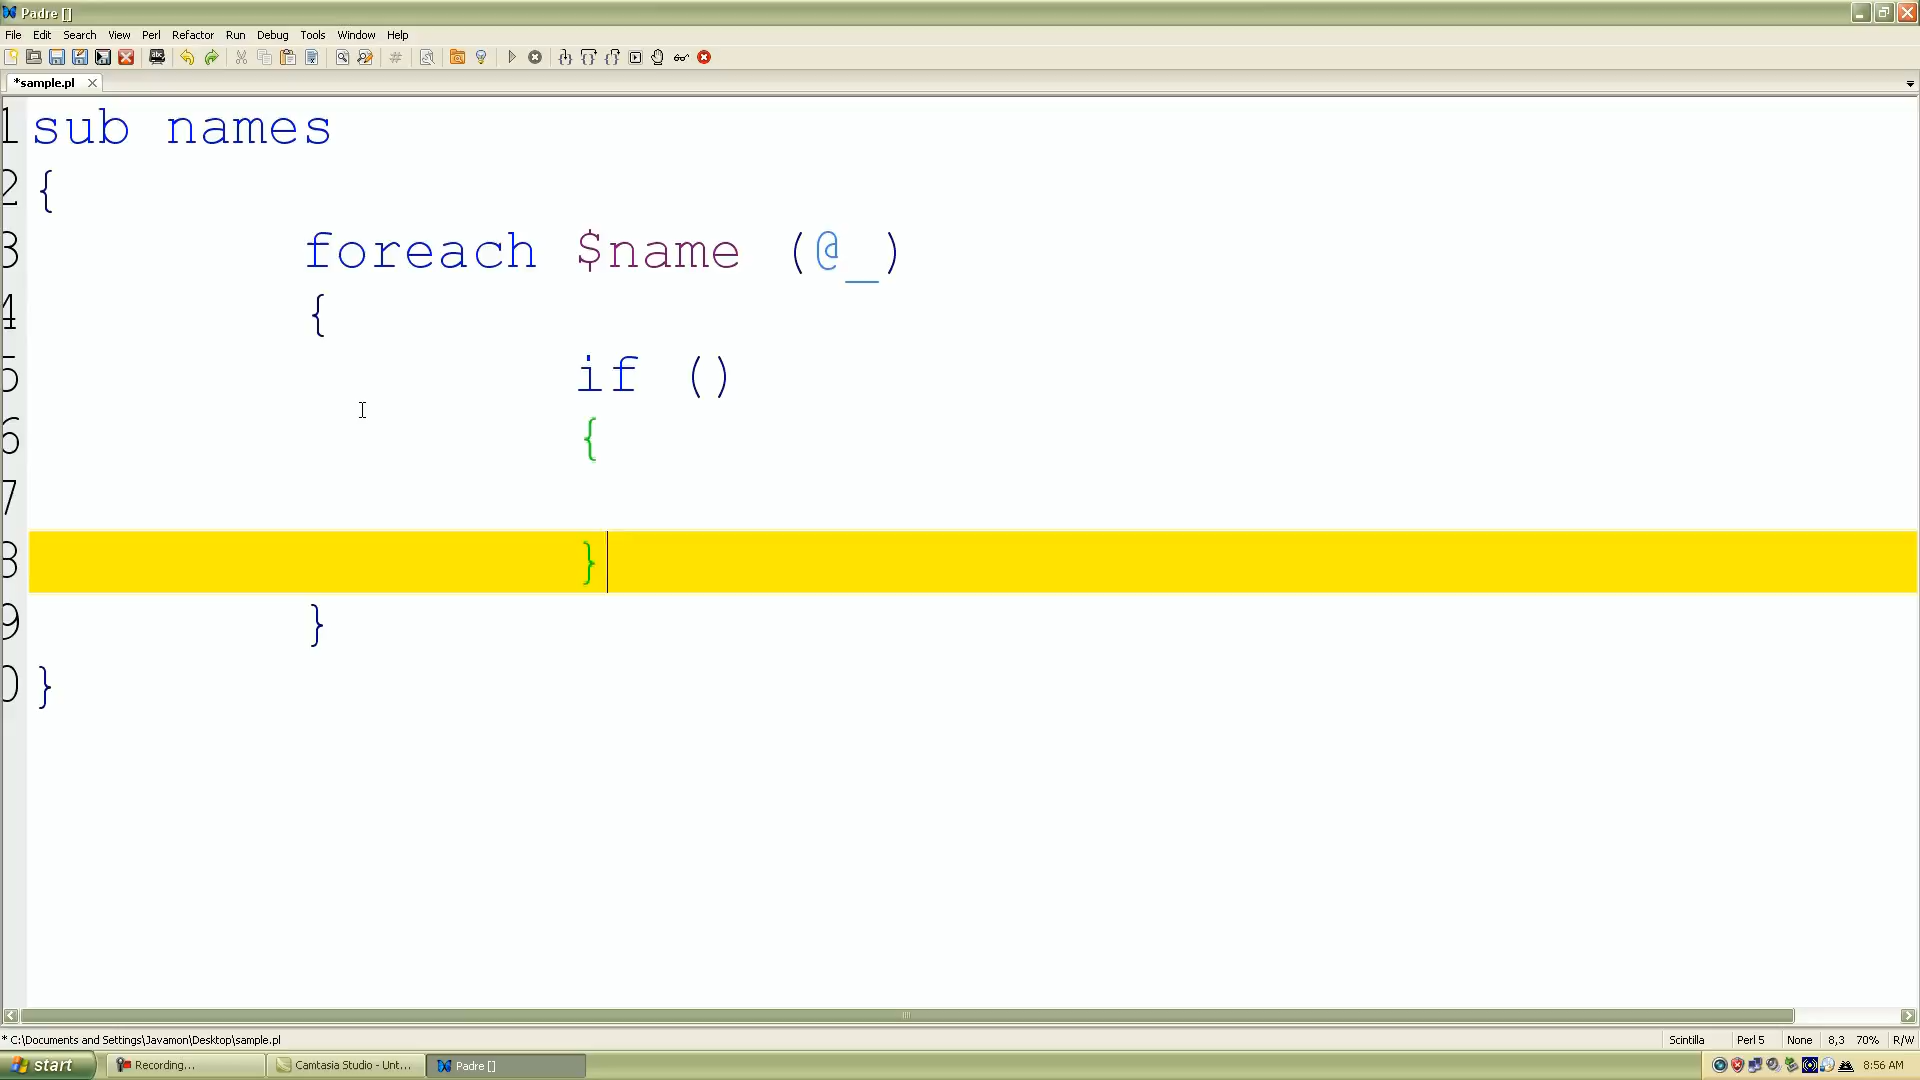 Padre []
File Edit Search View Perl Refactor Run Debug Tools Window Help
*sample.pl
1 sub names
2 {
3 foreach $name (@_)
4 {
5 if ()
6 {
7
8 }
9 }
0 }
* C:\Documents and Settings\Javamon\Desktop\sample.pl Scintilla Perl 5 None 8,3 70% R/W
start Recording... Camtasia Studio - Unt... Padre [] 8:56 AM